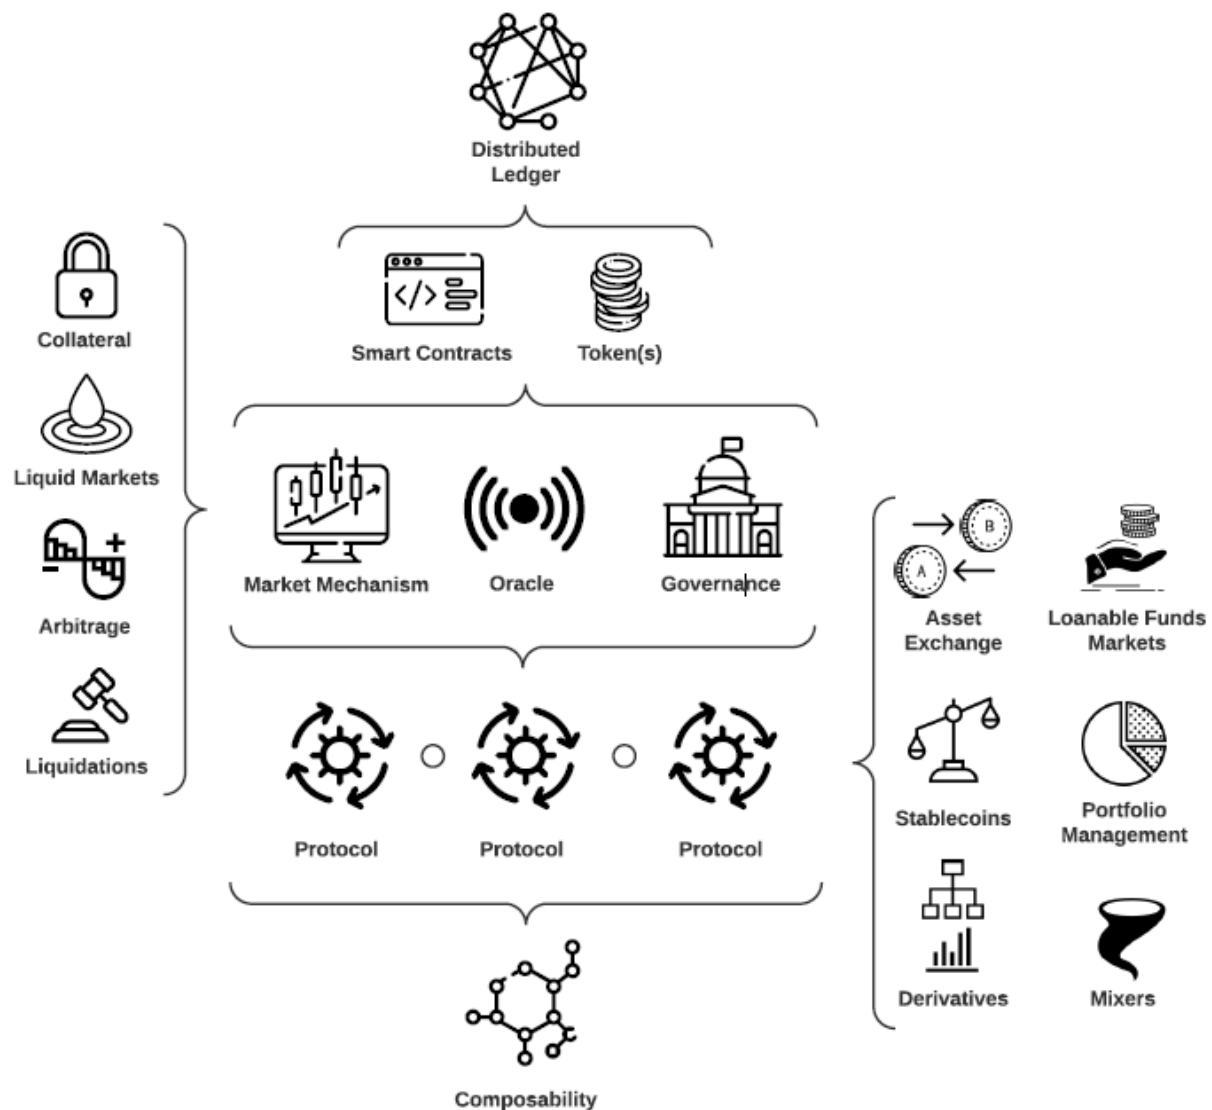 Distributed
Ledger
Smart Contracts
Token(s)
Collateral
Liquid Markets
Arbitrage
Liquidations
Market Mechanism
Oracle
Governance
Protocol
Protocol
Protocol
B
A
Asset
Exchange
Loanable Funds
Markets
Stablecoins
Portfolio
Management
Derivatives
Mixers
Composability